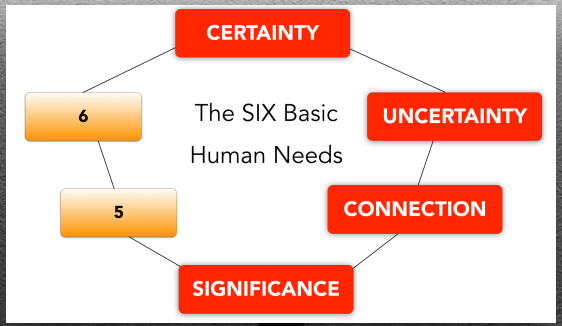 CERTAINTY
6
The SIX Basic
Human Needs
UNCERTAINTY
5
CONNECTION
SIGNIFICANCE